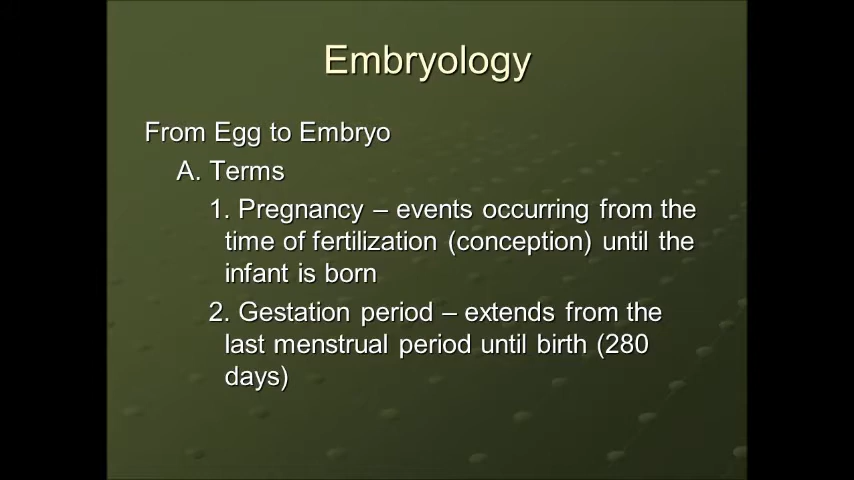 Embryology
From Egg to Embryo
A. Terms
1. Pregnancy – events occurring from the
time of fertilization (conception) until the
infant is born
2. Gestation period – extends from the
last menstrual period until birth (280
days)